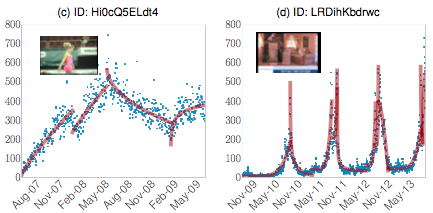 (c) ID: Hi0cQ5ELdt4
(d) ID: LRDihKbdrwc
800
700
600
500
400
300
200
100
0
Aug-07
Nov-07
Feb-08
May-08
Aug-08
Nov-08
Feb-09
May-09
800
700
600
500
400
300
200
100
0
Nov-09
May-10
Nov-10
May-11
Nov-11
May-12
Nov-12
May-13